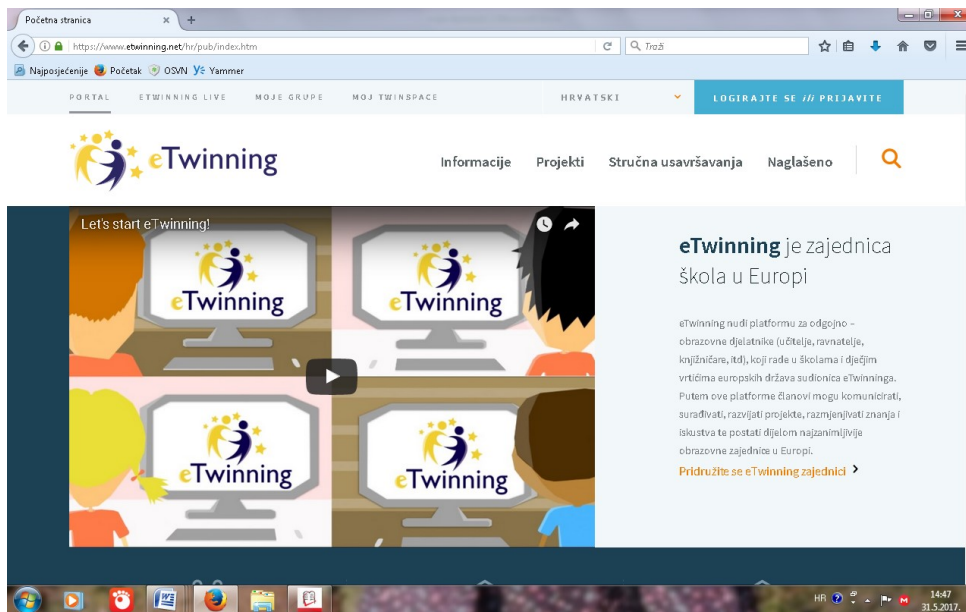 Početna stranica
https://www.etwinning.net/hr/pub/index.htm
Traži
Najposjećenije Početak OSVN Yammer
PORTAL ETWINNING LIVE MOJE GRUPE MOJ TWINSPACE HRVATSKI LOGIRAJTE SE ili PRIJAVITE
eTwinning Informacije Projekti Stručna usavršavanja Naglašeno
Let's start eTwinning!
eTwinning
eTwinning
eTwinning
eTwinning
eTwinning je zajednica
škola u Europi
eTwinning nudi platformu za odgojno –
obrazovne djelatnike (učitelje, ravnatelje,
knjižničare, itd), koji rade u školama i dječjim
vrtićima europskih država sudionica eTwinninga.
Putem ove platforme članovi mogu komunicirati,
surađivati, razvijati projekte, razmjenjivati znanja i
iskustva te postati dijelom najzanimljivije
obrazovne zajednice u Europi.
Pridružite se eTwinning zajednici
HR
14:47
31.5.2017.